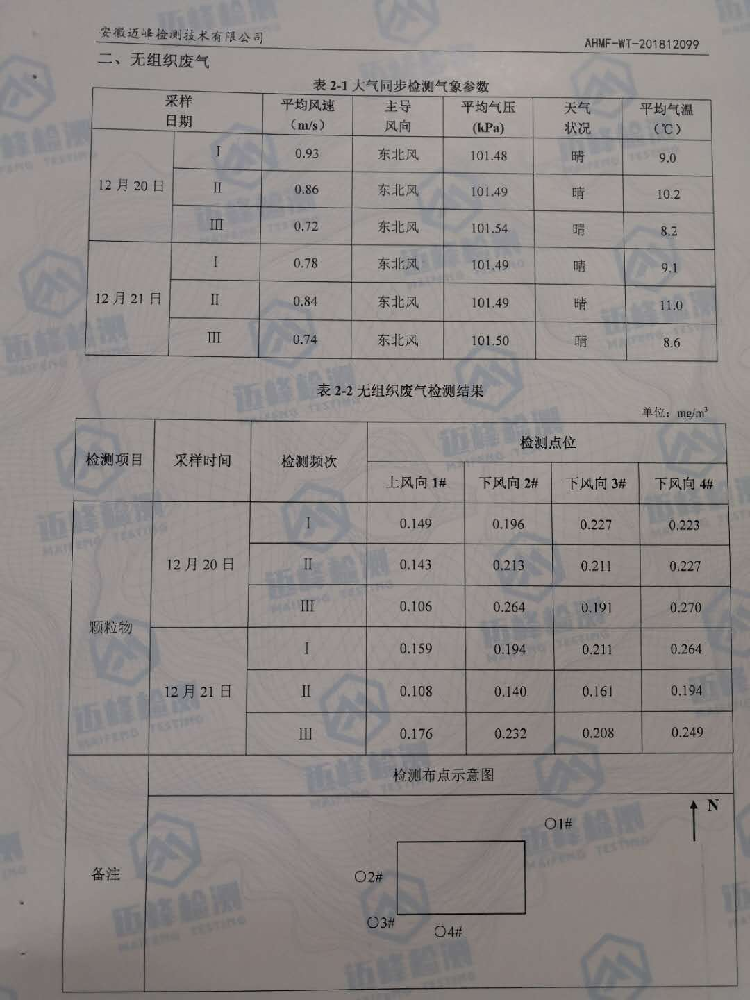 安徽迈峰检测技术有限公司
AHMF-WT-201812099
二、无组织废气
表 2-1 大气同步检测气象参数
采样日期 平均风速（m/s） 主导风向 平均气压(kPa) 天气状况 平均气温（℃）
12 月 20 日 Ⅰ 0.93 东北风 101.48 晴 9.0
Ⅱ 0.86 东北风 101.49 晴 10.2
Ⅲ 0.72 东北风 101.54 晴 8.2
12 月 21 日 Ⅰ 0.78 东北风 101.49 晴 9.1
Ⅱ 0.84 东北风 101.49 晴 11.0
Ⅲ 0.74 东北风 101.50 晴 8.6
表 2-2 无组织废气检测结果
单位：mg/m³
检测项目 采样时间 检测频次 检测点位
上风向 1# 下风向 2# 下风向 3# 下风向 4#
颗粒物 12 月 20 日 Ⅰ 0.149 0.196 0.227 0.223
Ⅱ 0.143 0.213 0.211 0.227
Ⅲ 0.106 0.264 0.191 0.270
12 月 21 日 Ⅰ 0.159 0.194 0.211 0.264
Ⅱ 0.108 0.140 0.161 0.194
Ⅲ 0.176 0.232 0.208 0.249
备注 检测布点示意图
N
○1#
○2#
○3#
○4#
迈峰检测
MAIFENG TESTING